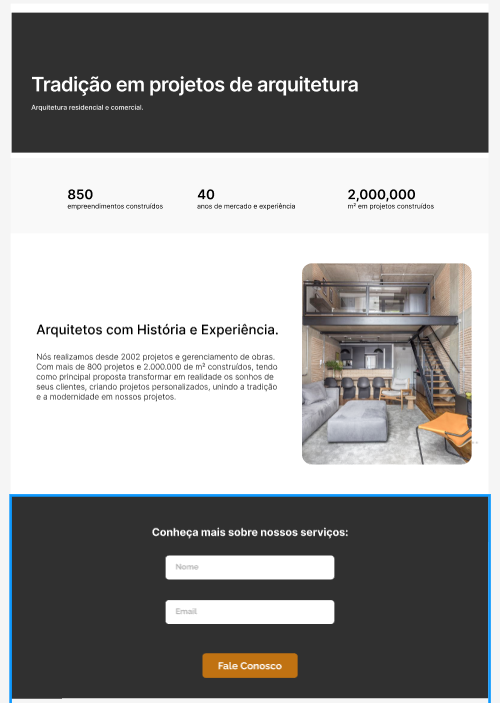 Tradição em projetos de arquitetura
Arquitetura residencial e comercial.
850
empreendimentos construídos
40
anos de mercado e experiência
2,000,000
m² em projetos construídos
Arquitetos com História e Experiência.
Nós realizamos desde 2002 projetos e gerenciamento de obras.
Com mais de 800 projetos e 2.000.000 de m² construídos, tendo
como principal proposta transformar em realidade os sonhos de
seus clientes, criando projetos personalizados, unindo a tradição
e a modernidade em nossos projetos.
Conheça mais sobre nossos serviços:
Nome
Email
Fale Conosco